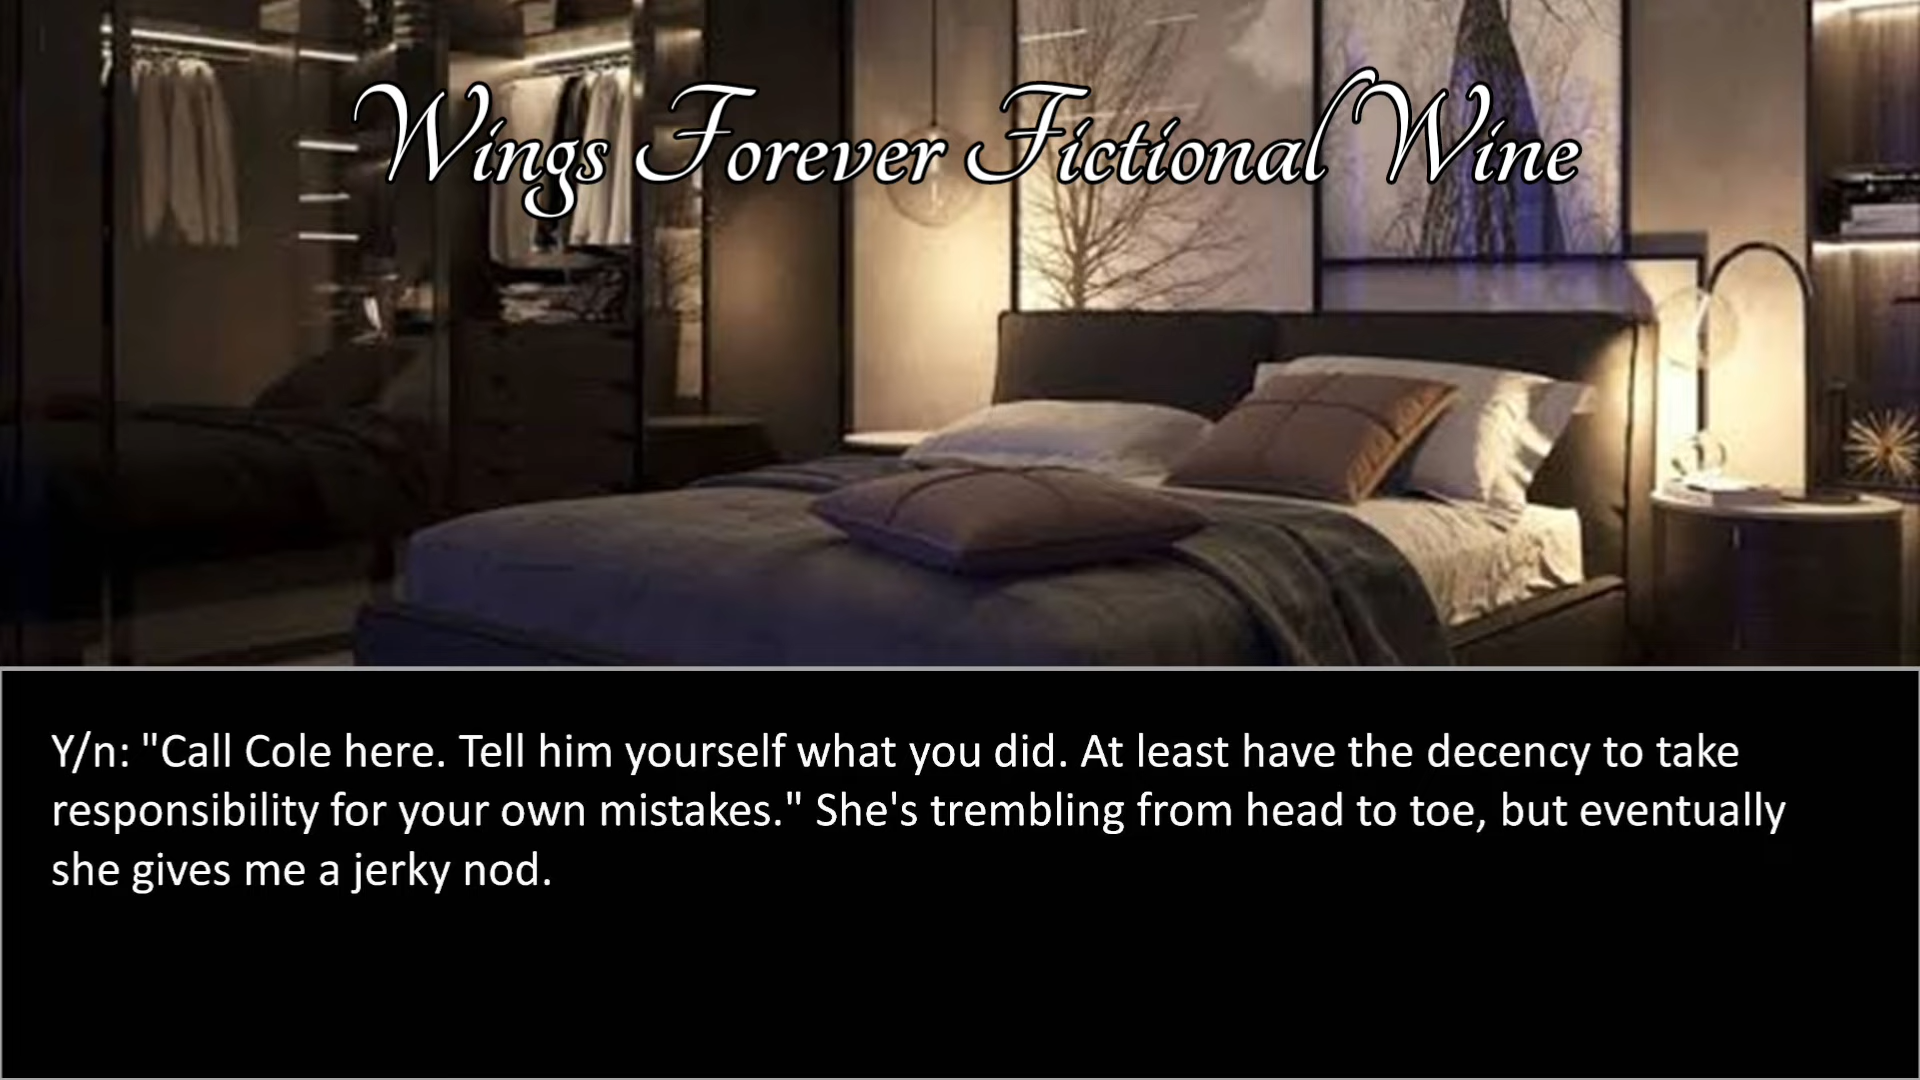 Wings Forever Fictional Wine
Y/n: "Call Cole here. Tell him yourself what you did. At least have the decency to take
responsibility for your own mistakes." She's trembling from head to toe, but eventually
she gives me a jerky nod.